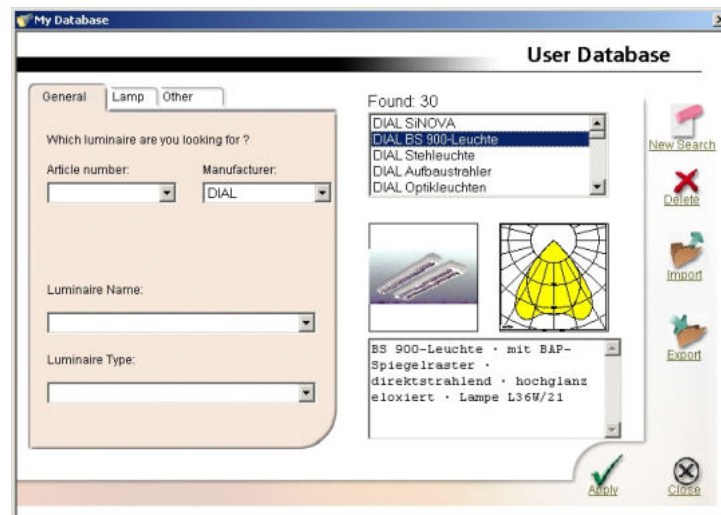 My Database
User Database
General
Lamp
Other
Which luminaire are you looking for ?
Article number:
Manufacturer:
DIAL
Luminaire Name:
Luminaire Type:
Found: 30
DIAL SiNOVA
DIAL BS 900-Leuchte
DIAL Stehleuchte
DIAL Aufbaustrahler
DIAL Optikleuchten
BS 900-Leuchte · mit BAP-
Spiegelraster ·
direktstrahlend · hochglanz
eloxiert · Lampe L36W/21
New Search
Delete
Import
Export
Apply
Close